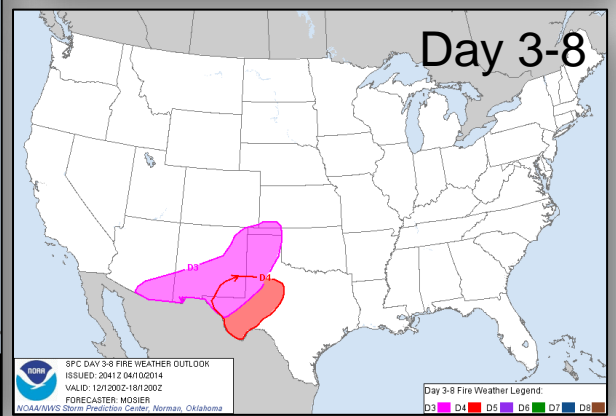 Day 3-8
D3
D4
NOAA
SPC DAY 3-8 FIRE WEATHER OUTLOOK
ISSUED: 2041Z 04/10/2014
VALID: 12/1200Z-18/1200Z
FORECASTER: MOSIER
NOAA/NWS Storm Prediction Center, Norman, Oklahoma
Day 3-8 Fire Weather Legend:
D3 D4 D5 D6 D7 D8